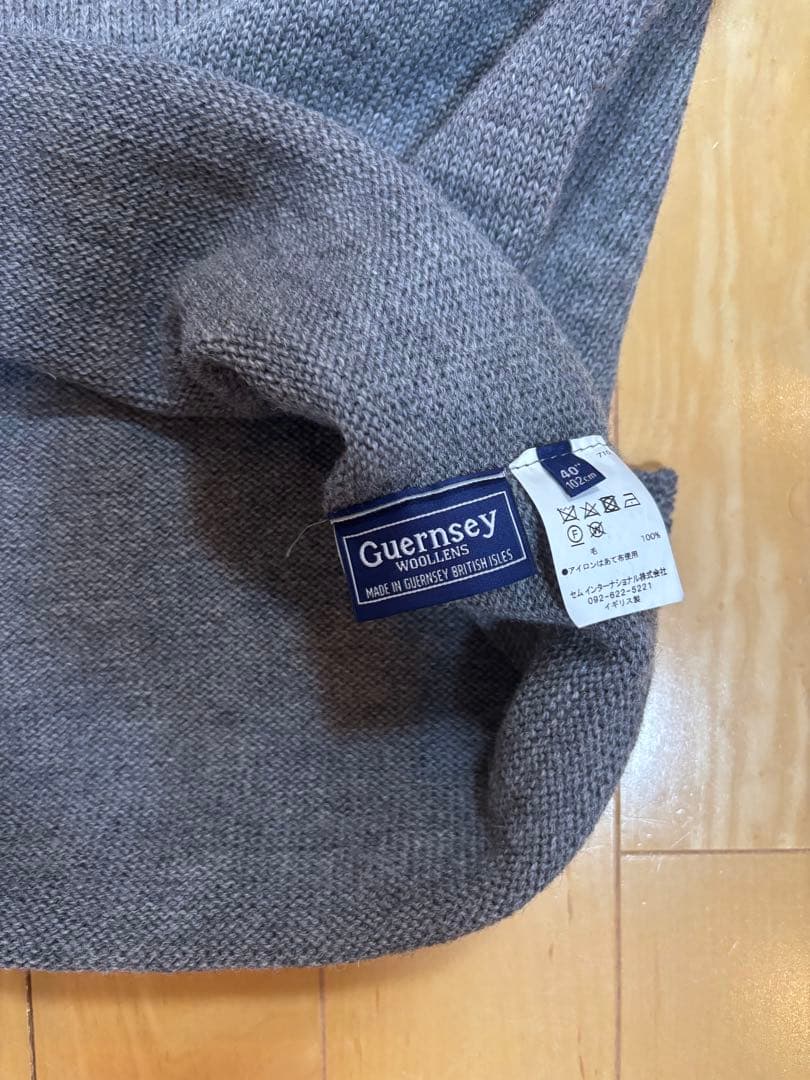 Guernsey
WOOLLENS
MADE IN GUERNSEY BRITISH ISLES
40"
102cm
毛 100%
●アイロンはあて布使用
セムインターナショナル株式会社
092-622-5221
イギリス製